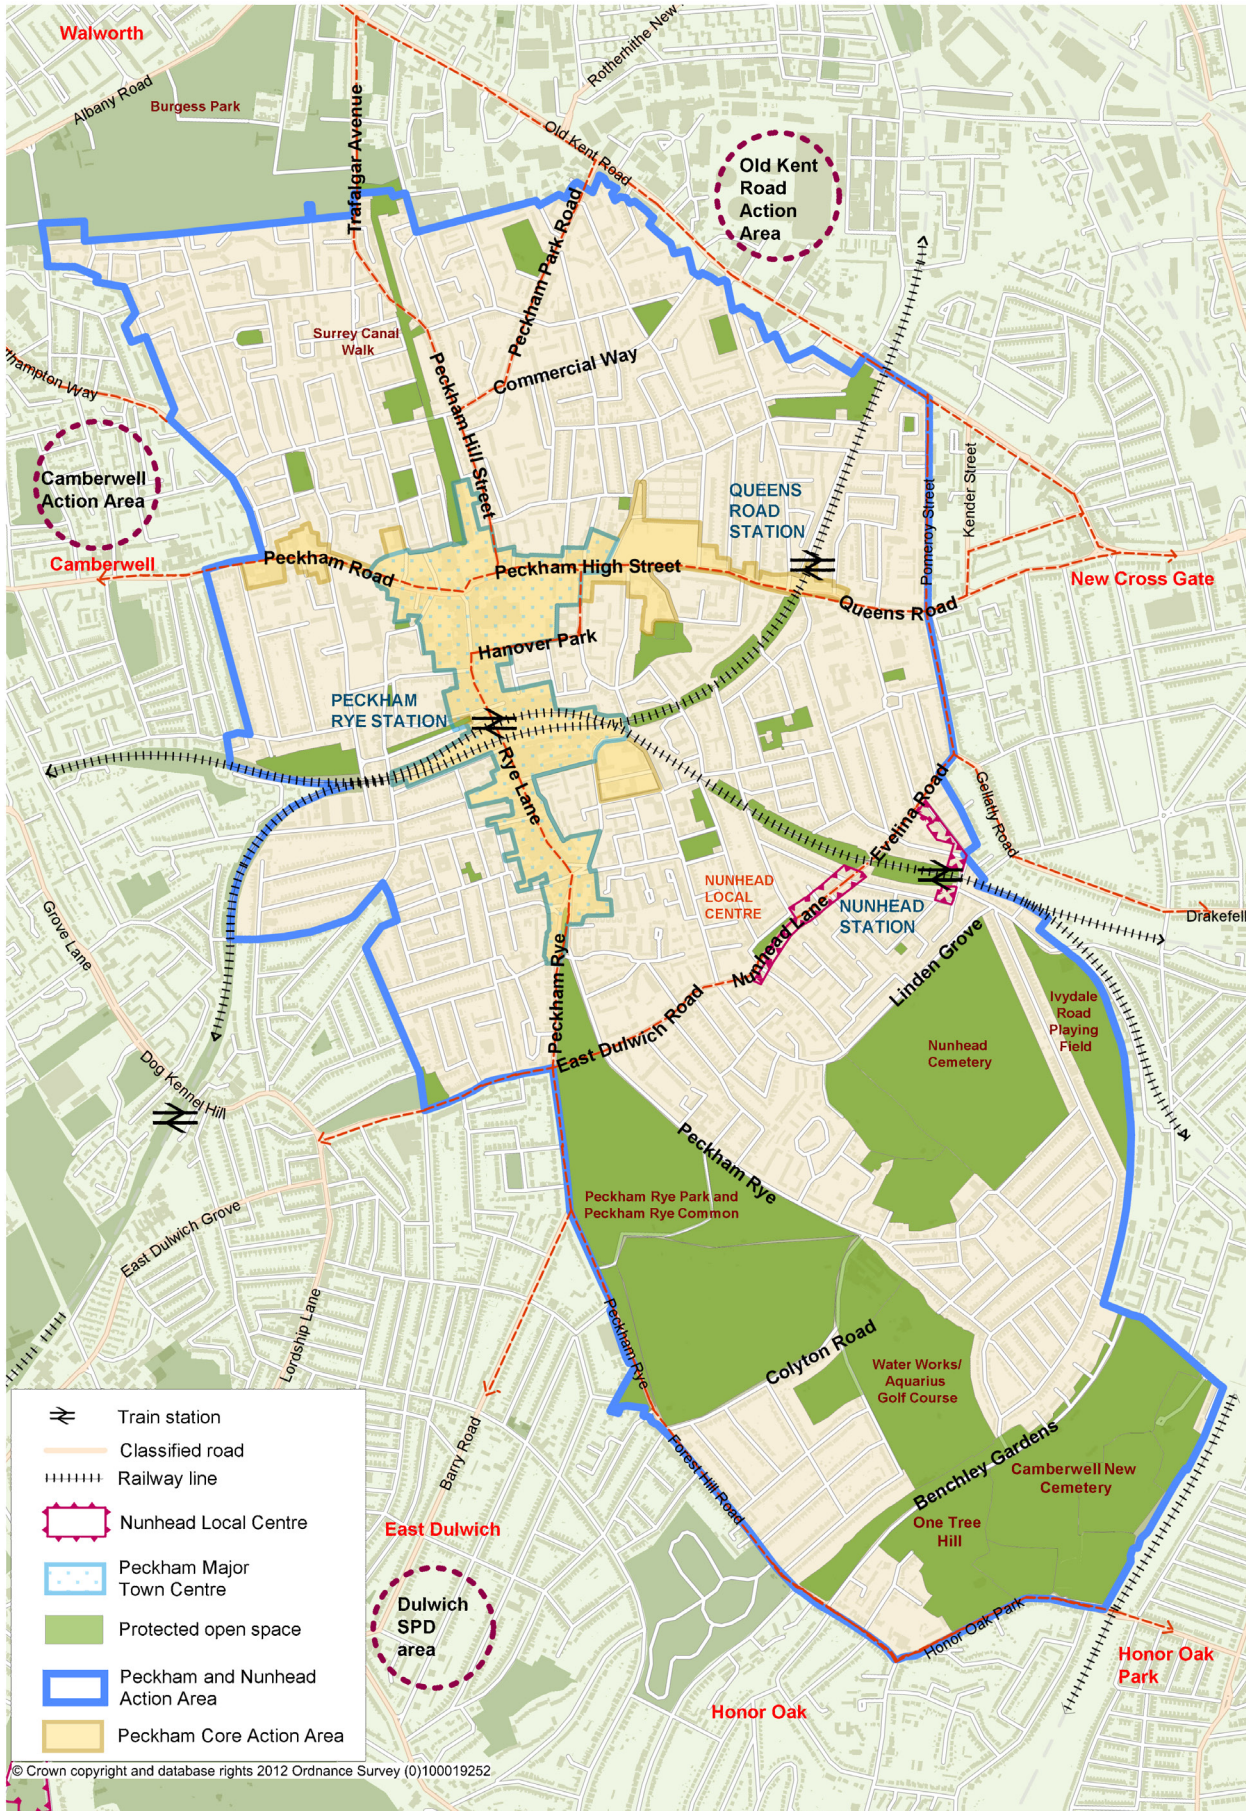 Walworth
Albany Road
Burgess Park
Trafalgar Avenue
Rotherhithe New
Old Kent Road
Old Kent
Road
Action
Area
Peckham Park Road
Surrey Canal
Walk
Commercial Way
Peckham Hill Street
thampton Way
Camberwell
Action Area
Camberwell
QUEENS
ROAD
STATION
Pomeroy Street
Kender Street
New Cross Gate
Peckham Road
Peckham High Street
Queens Road
Hanover Park
PECKHAM
RYE STATION
Rye Lane
Evelina Road
Gellatly Road
NUNHEAD
LOCAL
CENTRE
Nunhead Lane
NUNHEAD
STATION
Drakefell
Linden Grove
Grove Lane
Peckham Rye
East Dulwich Road
Ivydale
Road
Playing
Field
Nunhead
Cemetery
Dog Kennel Hill
Peckham Rye
Peckham Rye Park and
Peckham Rye Common
East Dulwich Grove
Lordship Lane
Peckham Rye
Colyton Road
Water Works/
Aquarius
Golf Course
Benchley Gardens
Camberwell New
Cemetery
One Tree
Hill
Forest Hill Road
Barry Road
East Dulwich
Dulwich
SPD
area
Honor Oak Park
Honor Oak
Park
Honor Oak
Train station
Classified road
Railway line
Nunhead Local Centre
Peckham Major
Town Centre
Protected open space
Peckham and Nunhead
Action Area
Peckham Core Action Area
© Crown copyright and database rights 2012 Ordnance Survey (0)100019252